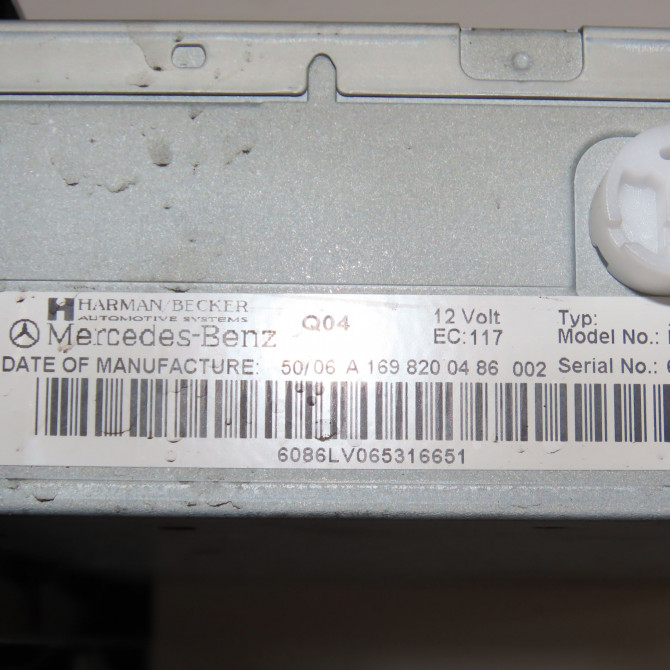 HARMAN/BECKER
AUTOMOTIVE SYSTEMS
Mercedes-Benz
Q04
12 Volt
EC:117
Typ:
Model No.:
DATE OF MANUFACTURE: 50/06 A 169 820 04 86 002 Serial No.: 6
6086LV065316651